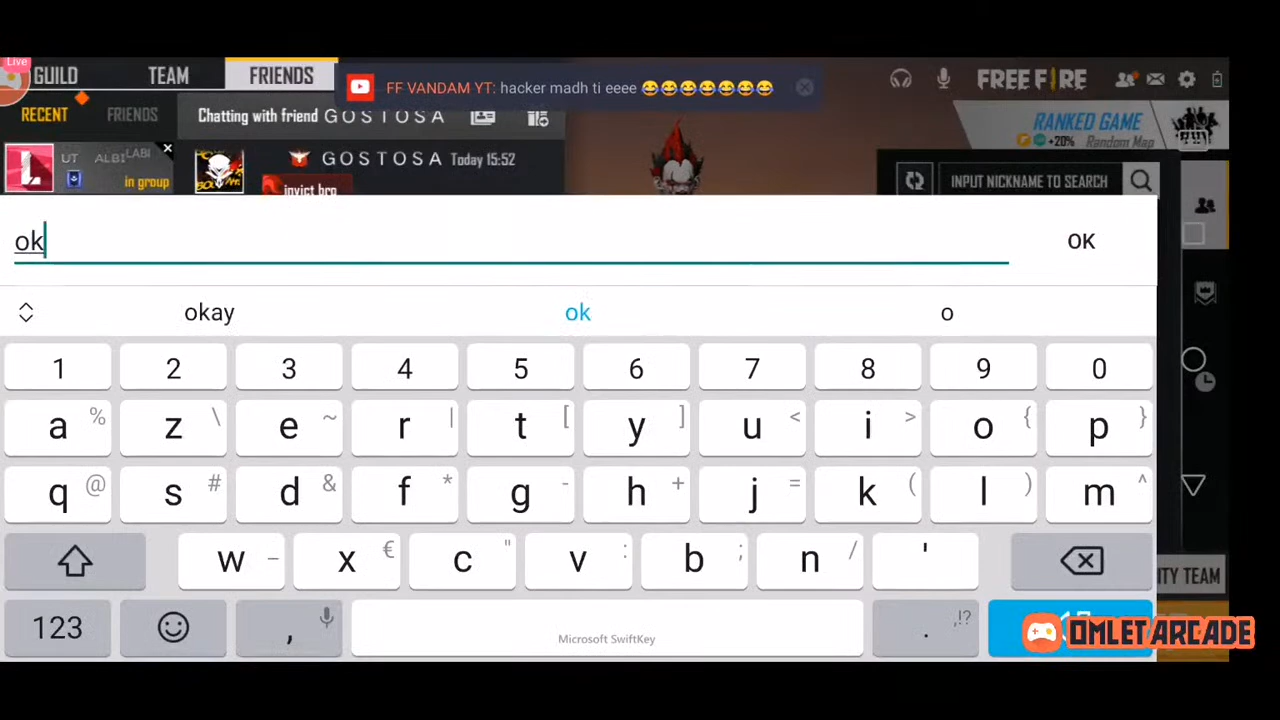 Live
GUILD TEAM FRIENDS
FF VANDAM YT: hacker madh ti eeee 😂😂😂😂😂😂😂
FREE FIRE
RECENT FRIENDS
Chatting with friend G O S T O S A
RANKED GAME
+20% Random Map
UT ALBI LABI
in group
G O S T O S A Today 15:52
invict bro
INPUT NICKNAME TO SEARCH
ok
OK
okay ok o
1 2 3 4 5 6 7 8 9 0
a % z \ e ~ r | t [ y ] u < i > o { p }
q @ s # d & f * g - h + j = k ( l ) m ^
w _ x € c " v : b ; n / '
123 , Microsoft SwiftKey . ,!?
ITY TEAM
OMLET ARCADE